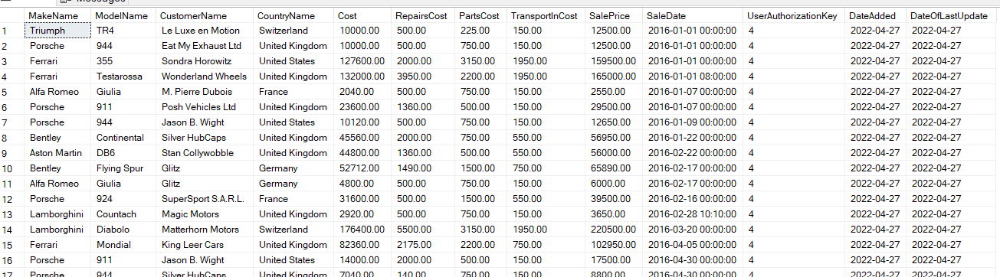 Messages
MakeName ModelName CustomerName CountryName Cost RepairsCost PartsCost TransportInCost SalePrice SaleDate UserAuthorizationKey DateAdded DateOfLastUpdate
1 Triumph TR4 Le Luxe en Motion Switzerland 10000.00 500.00 225.00 150.00 12500.00 2016-01-01 00:00:00 4 2022-04-27 2022-04-27
2 Porsche 944 Eat My Exhaust Ltd United Kingdom 10000.00 500.00 750.00 150.00 12500.00 2016-01-01 00:00:00 4 2022-04-27 2022-04-27
3 Ferrari 355 Sondra Horowitz United States 127600.00 2000.00 3150.00 1950.00 159500.00 2016-01-01 00:00:00 4 2022-04-27 2022-04-27
4 Ferrari Testarossa Wonderland Wheels United Kingdom 132000.00 3950.00 2200.00 1950.00 165000.00 2016-01-01 08:00:00 4 2022-04-27 2022-04-27
5 Alfa Romeo Giulia M. Pierre Dubois France 2040.00 500.00 750.00 150.00 2550.00 2016-01-07 00:00:00 4 2022-04-27 2022-04-27
6 Porsche 911 Posh Vehicles Ltd United Kingdom 23600.00 1360.00 500.00 150.00 29500.00 2016-01-07 00:00:00 4 2022-04-27 2022-04-27
7 Porsche 944 Jason B. Wight United States 10120.00 500.00 750.00 150.00 12650.00 2016-01-09 00:00:00 4 2022-04-27 2022-04-27
8 Bentley Continental Silver HubCaps United Kingdom 45560.00 2000.00 750.00 550.00 56950.00 2016-01-22 00:00:00 4 2022-04-27 2022-04-27
9 Aston Martin DB6 Stan Collywobble United Kingdom 44800.00 1360.00 500.00 550.00 56000.00 2016-02-22 00:00:00 4 2022-04-27 2022-04-27
10 Bentley Flying Spur Glitz Germany 52712.00 1490.00 1500.00 750.00 65890.00 2016-02-17 00:00:00 4 2022-04-27 2022-04-27
11 Alfa Romeo Giulia Glitz Germany 4800.00 500.00 750.00 150.00 6000.00 2016-02-17 00:00:00 4 2022-04-27 2022-04-27
12 Porsche 924 SuperSport S.A.R.L. France 31600.00 500.00 1500.00 550.00 39500.00 2016-02-16 00:00:00 4 2022-04-27 2022-04-27
13 Lamborghini Countach Magic Motors United Kingdom 2920.00 500.00 750.00 150.00 3650.00 2016-02-28 10:10:00 4 2022-04-27 2022-04-27
14 Lamborghini Diabolo Matterhorn Motors Switzerland 176400.00 5500.00 3150.00 1950.00 220500.00 2016-03-20 00:00:00 4 2022-04-27 2022-04-27
15 Ferrari Mondial King Leer Cars United Kingdom 82360.00 2175.00 2200.00 750.00 102950.00 2016-04-05 00:00:00 4 2022-04-27 2022-04-27
16 Porsche 911 Jason B. Wight United States 14000.00 2000.00 500.00 150.00 17500.00 2016-04-30 00:00:00 4 2022-04-27 2022-04-27
17 Porsche 944 Silver HubCaps United Kingdom 7040.00 140.00 750.00 150.00 8800.00 2016-04-30 00:00:00 4 2022-04-27 2022-04-27